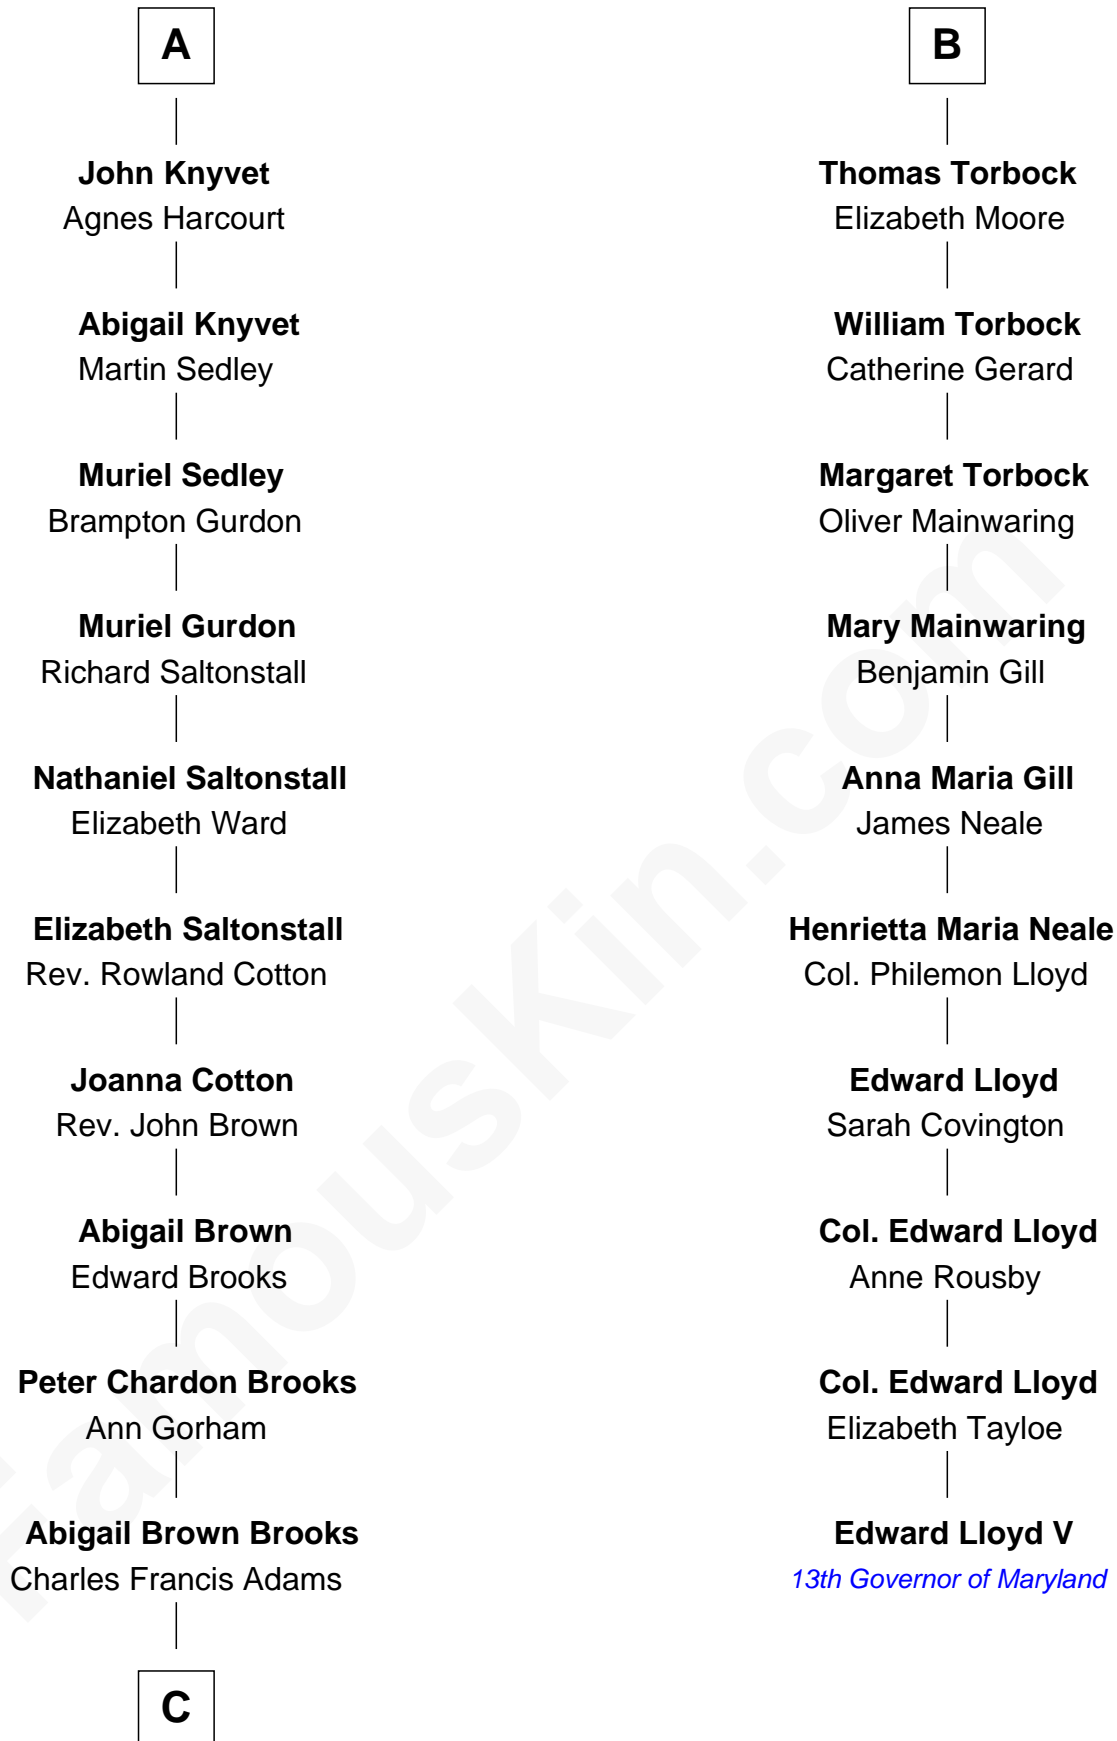 A
John Knyvet
Agnes Harcourt
Abigail Knyvet
Martin Sedley
Muriel Sedley
Brampton Gurdon
Muriel Gurdon
Richard Saltonstall
Nathaniel Saltonstall
Elizabeth Ward
Elizabeth Saltonstall
Rev. Rowland Cotton
Joanna Cotton
Rev. John Brown
Abigail Brown
Edward Brooks
Peter Chardon Brooks
Ann Gorham
Abigail Brown Brooks
Charles Francis Adams
C
B
Thomas Torbock
Elizabeth Moore
William Torbock
Catherine Gerard
Margaret Torbock
Oliver Mainwaring
Mary Mainwaring
Benjamin Gill
Anna Maria Gill
James Neale
Henrietta Maria Neale
Col. Philemon Lloyd
Edward Lloyd
Sarah Covington
Col. Edward Lloyd
Anne Rousby
Col. Edward Lloyd
Elizabeth Tayloe
Edward Lloyd V
13th Governor of Maryland
FamousKin.com